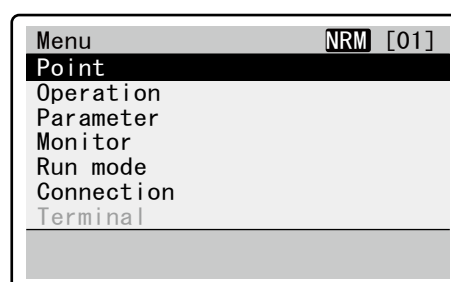 Menu NRM [01]
Point
Operation
Parameter
Monitor
Run mode
Connection
Terminal